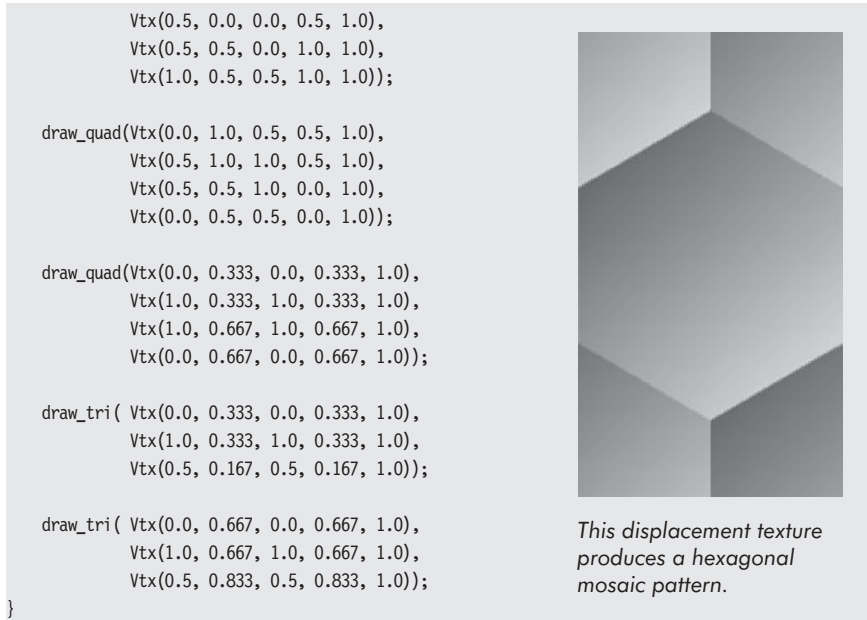 Vtx(0.5, 0.0, 0.0, 0.5, 1.0),
Vtx(0.5, 0.5, 0.0, 1.0, 1.0),
Vtx(1.0, 0.5, 0.5, 1.0, 1.0));
draw_quad(Vtx(0.0, 1.0, 0.5, 0.5, 1.0),
Vtx(0.5, 1.0, 1.0, 0.5, 1.0),
Vtx(0.5, 0.5, 1.0, 0.0, 1.0),
Vtx(0.0, 0.5, 0.5, 0.0, 1.0));
draw_quad(Vtx(0.0, 0.333, 0.0, 0.333, 1.0),
Vtx(1.0, 0.333, 1.0, 0.333, 1.0),
Vtx(1.0, 0.667, 1.0, 0.667, 1.0),
Vtx(0.0, 0.667, 0.0, 0.667, 1.0));
draw_tri( Vtx(0.0, 0.333, 0.0, 0.333, 1.0),
Vtx(1.0, 0.333, 1.0, 0.333, 1.0),
Vtx(0.5, 0.167, 0.5, 0.167, 1.0));
draw_tri( Vtx(0.0, 0.667, 0.0, 0.667, 1.0),
Vtx(1.0, 0.667, 1.0, 0.667, 1.0),
Vtx(0.5, 0.833, 0.5, 0.833, 1.0));
}
This displacement texture
produces a hexagonal
mosaic pattern.